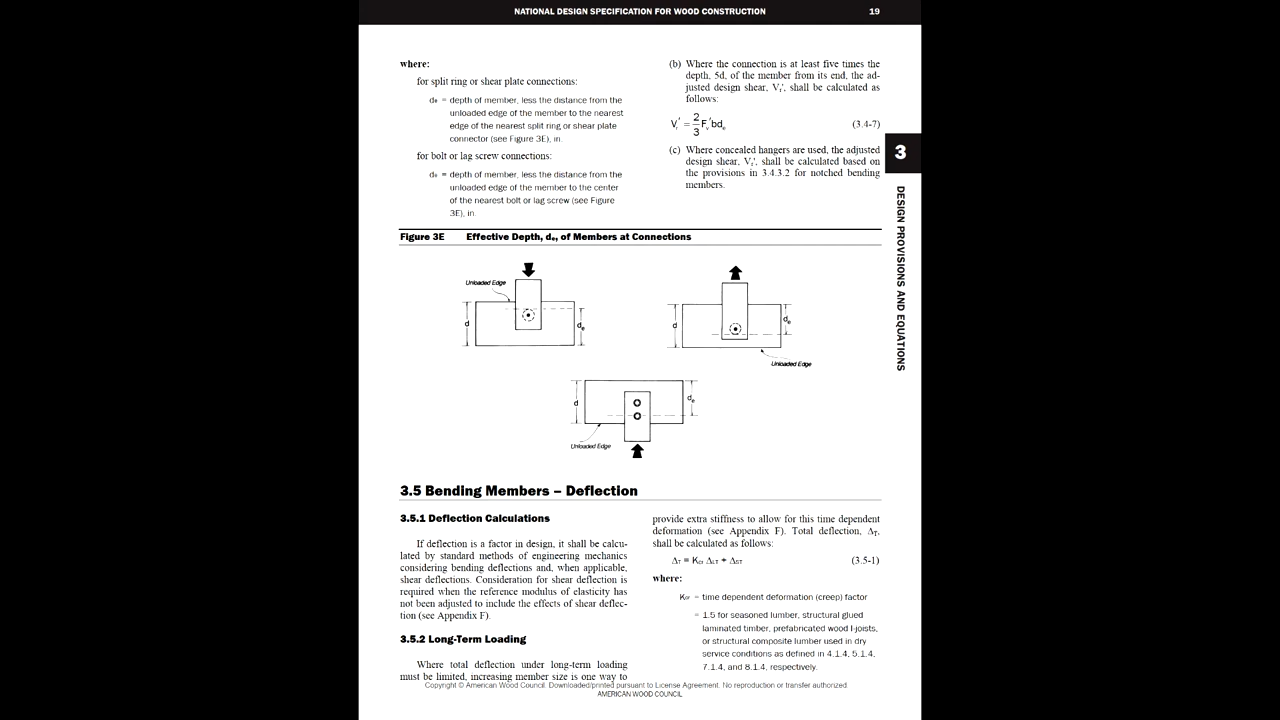 NATIONAL DESIGN SPECIFICATION FOR WOOD CONSTRUCTION 19
where:
for split ring or shear plate connections:
de = depth of member, less the distance from the
unloaded edge of the member to the nearest
edge of the nearest split ring or shear plate
connector (see Figure 3E), in.
for bolt or lag screw connections:
de = depth of member, less the distance from the
unloaded edge of the member to the center
of the nearest bolt or lag screw (see Figure
3E), in.
(b) Where the connection is at least five times the
depth, 5d, of the member from its end, the ad-
justed design shear, Vr', shall be calculated as
follows:
Vr' = 2/3 Fv'bde (3.4-7)
(c) Where concealed hangers are used, the adjusted
design shear, Vr', shall be calculated based on
the provisions in 3.4.3.2 for notched bending
members.
3
DESIGN PROVISIONS AND EQUATIONS
Figure 3E Effective Depth, de, of Members at Connections
Unloaded Edge
d
de
d
de
Unloaded Edge
d
de
Unloaded Edge
3.5 Bending Members – Deflection
3.5.1 Deflection Calculations
If deflection is a factor in design, it shall be calcu-
lated by standard methods of engineering mechanics
considering bending deflections and, when applicable,
shear deflections. Consideration for shear deflection is
required when the reference modulus of elasticity has
not been adjusted to include the effects of shear deflec-
tion (see Appendix F).
3.5.2 Long-Term Loading
Where total deflection under long-term loading
must be limited, increasing member size is one way to
provide extra stiffness to allow for this time dependent
deformation (see Appendix F). Total deflection, ΔT,
shall be calculated as follows:
ΔT = Kcr ΔLT + ΔST (3.5-1)
where:
Kcr = time dependent deformation (creep) factor
= 1.5 for seasoned lumber, structural glued
laminated timber, prefabricated wood I-joists,
or structural composite lumber used in dry
service conditions as defined in 4.1.4, 5.1.4,
7.1.4, and 8.1.4, respectively.
Copyright © American Wood Council. Downloaded/printed pursuant to License Agreement. No reproduction or transfer authorized.
AMERICAN WOOD COUNCIL